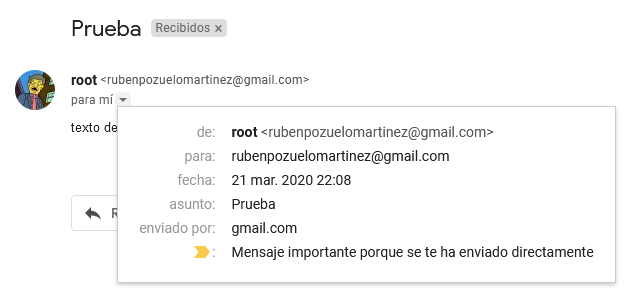 Prueba Recibidos ×
root <rubenpozuelomartinez@gmail.com>
para mí
texto de
de: root <rubenpozuelomartinez@gmail.com>
para: rubenpozuelomartinez@gmail.com
fecha: 21 mar. 2020 22:08
asunto: Prueba
enviado por: gmail.com
: Mensaje importante porque se te ha enviado directamente